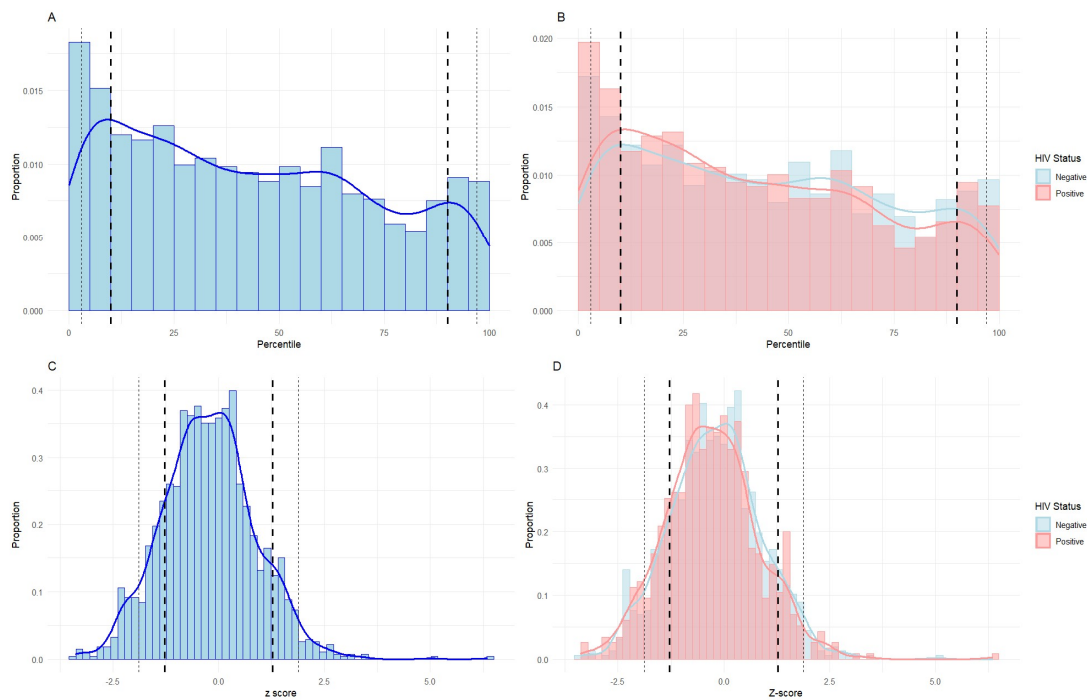 A
Proportion
0.015
0.010
0.005
0.000
0
25
50
75
100
Percentile
B
Proportion
0.020
0.015
0.010
0.005
0.000
0
25
50
75
100
Percentile
HIV Status
Negative
Positive
C
Proportion
0.4
0.3
0.2
0.1
0.0
-2.5
0.0
2.5
5.0
z score
D
Proportion
0.4
0.3
0.2
0.1
0.0
-2.5
0.0
2.5
5.0
Z-score
HIV Status
Negative
Positive